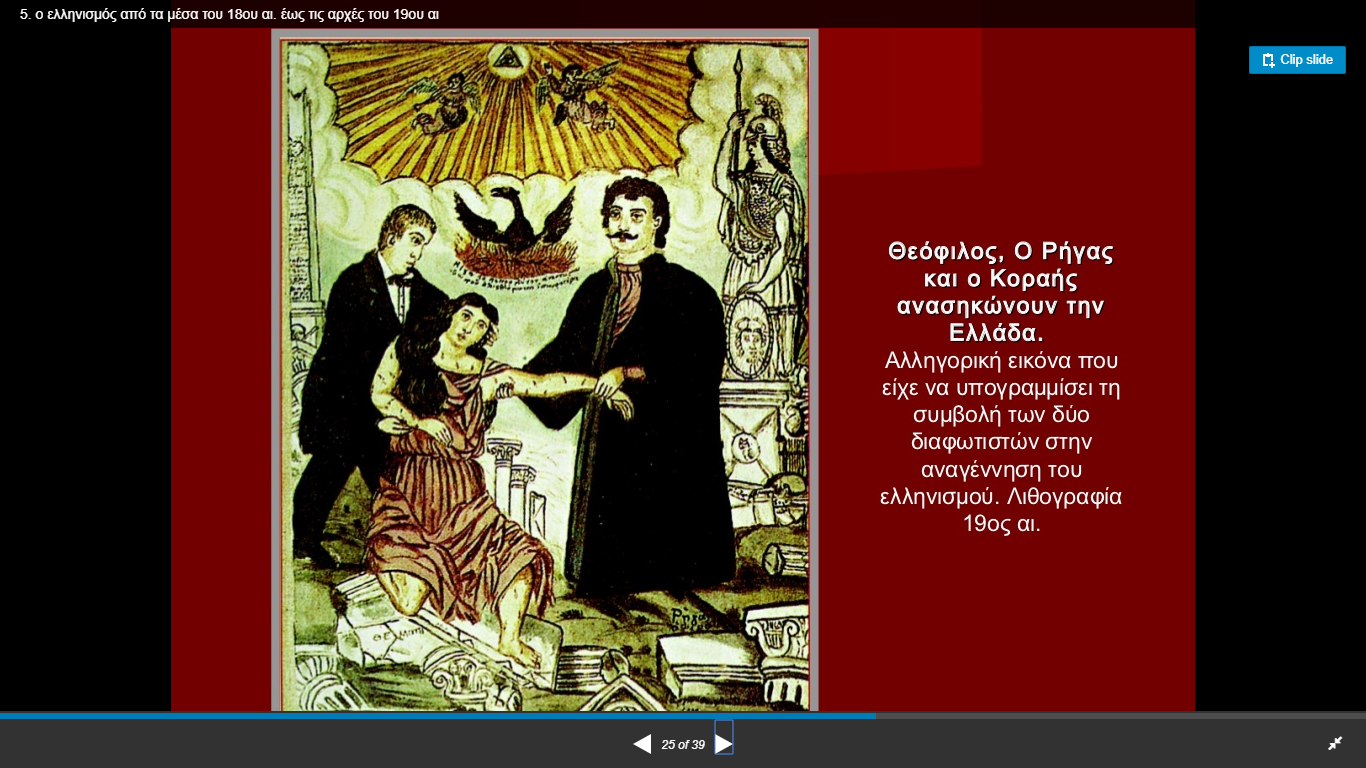 5. ο ελληνισμός από τα μέσα του 18ου αι. έως τις αρχές του 19ου αι
Clip slide
Θεόφιλος, Ο Ρήγας
και ο Κοραής
ανασηκώνουν την
Ελλάδα.
Αλληγορική εικόνα που
είχε να υπογραμμίσει τη
συμβολή των δύο
διαφωτιστών στην
αναγέννηση του
ελληνισμού. Λιθογραφία
19ος αι.
Ρήγας
25 of 39